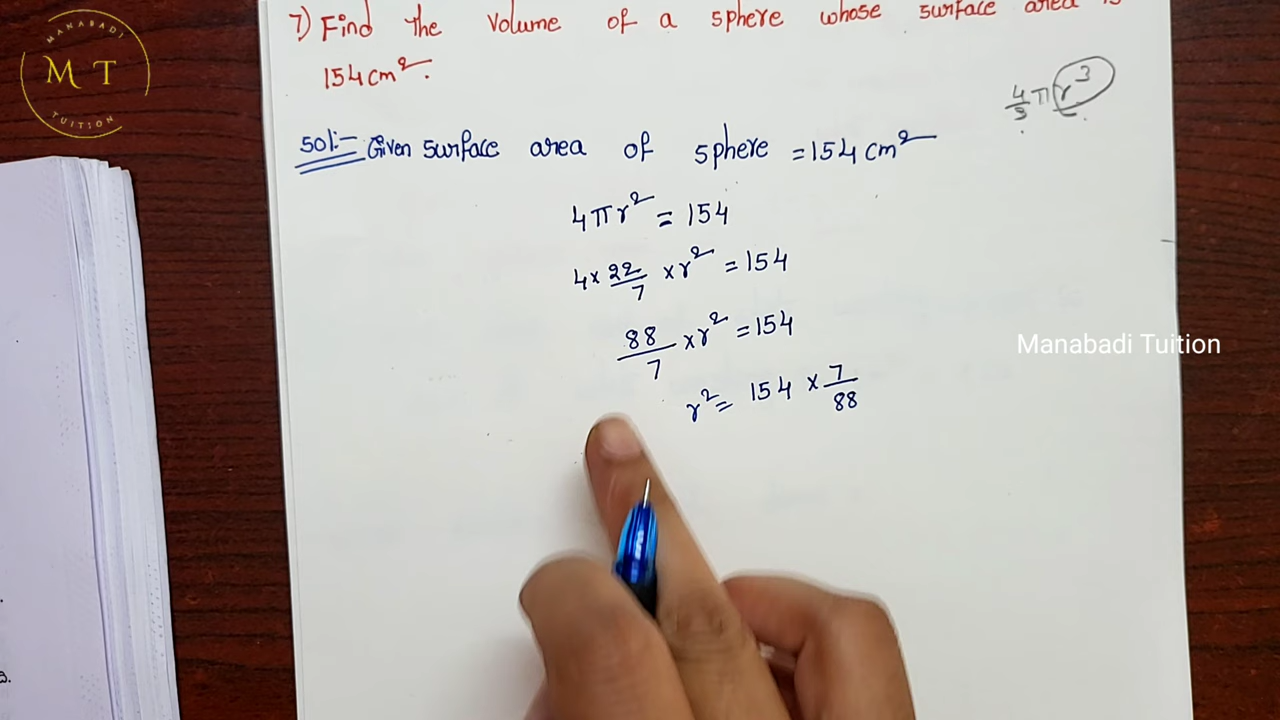 7) Find the volume of a sphere whose surface area is
154 cm².
4/3 πr³
Sol:- Given surface area of sphere = 154 cm²
4πr² = 154
4 × 22/7 × r² = 154
88/7 × r² = 154
r² = 154 × 7/88
MANABADI
MT
TUITION
Manabadi Tuition